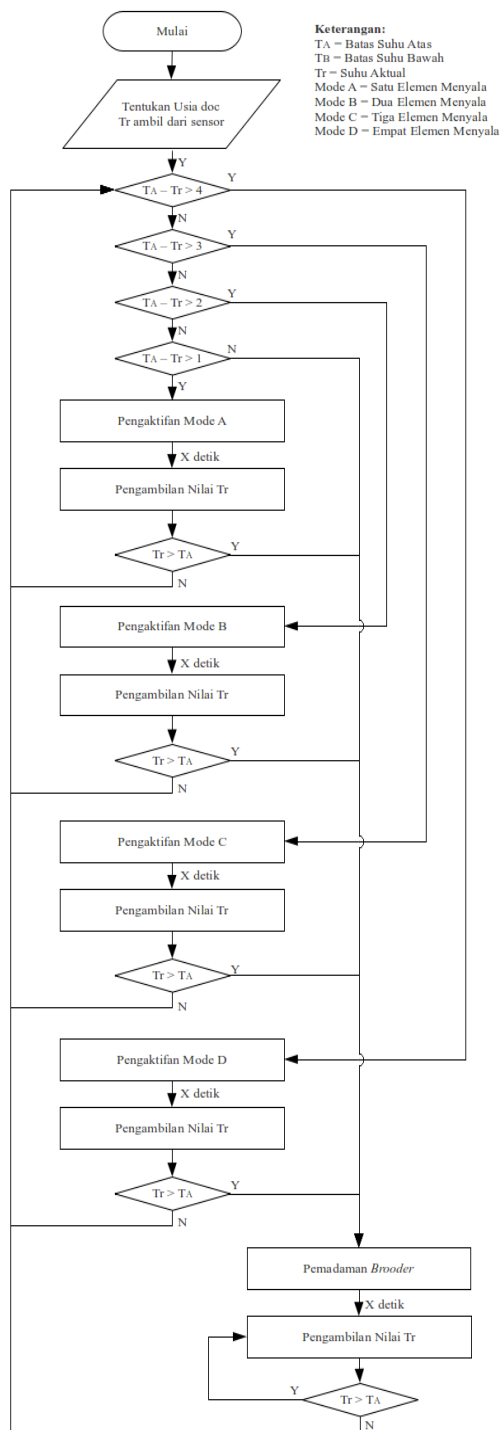 Mulai
Keterangan:
TA = Batas Suhu Atas
TB = Batas Suhu Bawah
Tr = Suhu Aktual
Mode A = Satu Elemen Menyala
Mode B = Dua Elemen Menyala
Mode C = Tiga Elemen Menyala
Mode D = Empat Elemen Menyala
Tentukan Usia doc
Tr ambil dari sensor
Y
TA – Tr > 4
Y
N
TA – Tr > 3
Y
N
TA – Tr > 2
Y
N
TA – Tr > 1
N
Y
Pengaktifan Mode A
X detik
Pengambilan Nilai Tr
Tr > TA
Y
N
Pengaktifan Mode B
X detik
Pengambilan Nilai Tr
Tr > TA
Y
N
Pengaktifan Mode C
X detik
Pengambilan Nilai Tr
Tr > TA
Y
N
Pengaktifan Mode D
X detik
Pengambilan Nilai Tr
Tr > TA
Y
N
Pemadaman Brooder
X detik
Pengambilan Nilai Tr
Y
Tr > TA
N